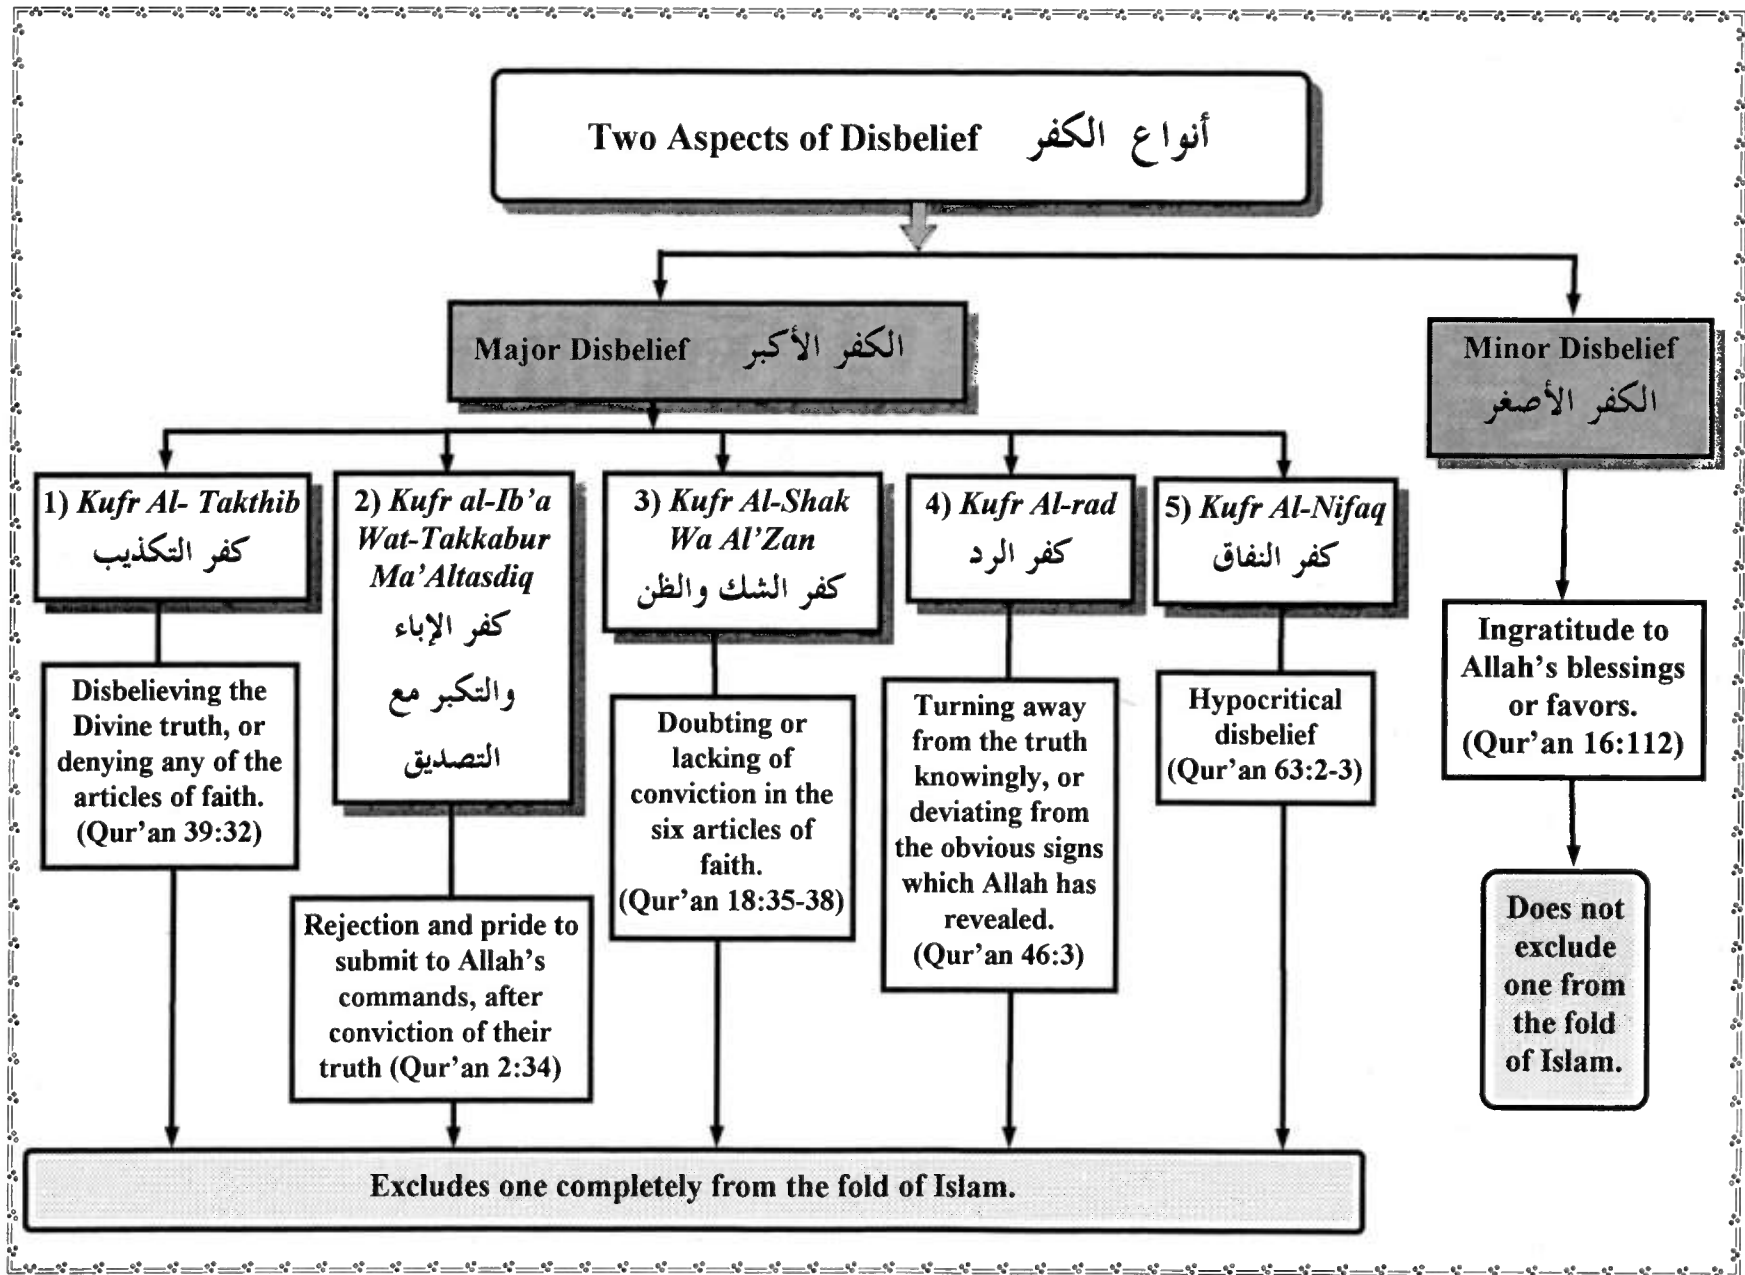 Two Aspects of Disbelief أنواع الكفر
Major Disbelief الكفر الأكبر
Minor Disbelief
الكفر الأصغر
1) Kufr Al- Takthib
كفر التكذيب
2) Kufr al-Ib’a
Wat-Takkabur
Ma’Altasdiq
كفر الإباء
والتكبر مع
التصديق
3) Kufr Al-Shak
Wa Al’Zan
كفر الشك والظن
4) Kufr Al-rad
كفر الرد
5) Kufr Al-Nifaq
كفر النفاق
Disbelieving the
Divine truth, or
denying any of the
articles of faith.
(Qur’an 39:32)
Rejection and pride to
submit to Allah’s
commands, after
conviction of their
truth (Qur’an 2:34)
Doubting or
lacking of
conviction in the
six articles of
faith.
(Qur’an 18:35-38)
Turning away
from the truth
knowingly, or
deviating from
the obvious signs
which Allah has
revealed.
(Qur’an 46:3)
Hypocritical
disbelief
(Qur’an 63:2-3)
Ingratitude to
Allah’s blessings
or favors.
(Qur’an 16:112)
Does not
exclude
one from
the fold
of Islam.
Excludes one completely from the fold of Islam.